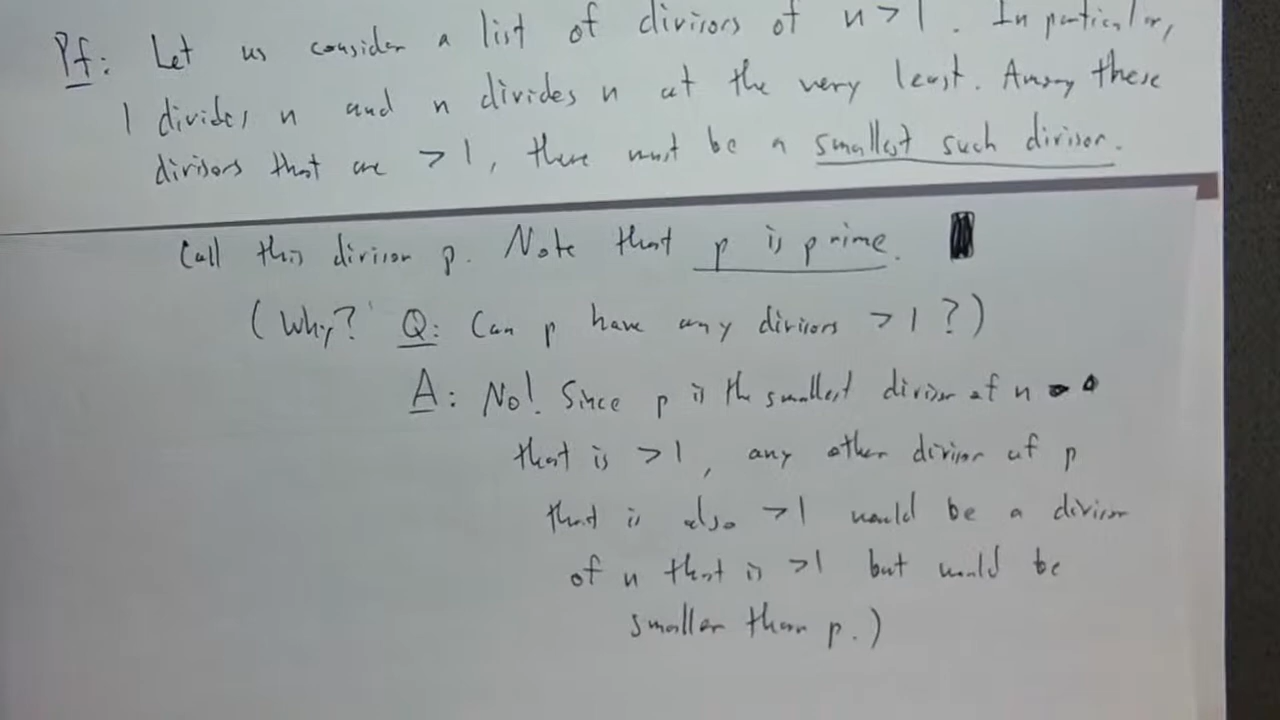 Pf: Let us consider a list of divisors of n > 1. In particular,
1 divides n and n divides n at the very least. Among these
divisors that are > 1, there must be a smallest such divisor.
Call this divisor p. Note that p is prime.
(Why? Q: Can p have any divisors > 1?)
A: No! Since p is the smallest divisor of n
that is > 1, any other divisor of p
that is also > 1 would be a divisor
of n that is > 1 but would be
smaller than p.)